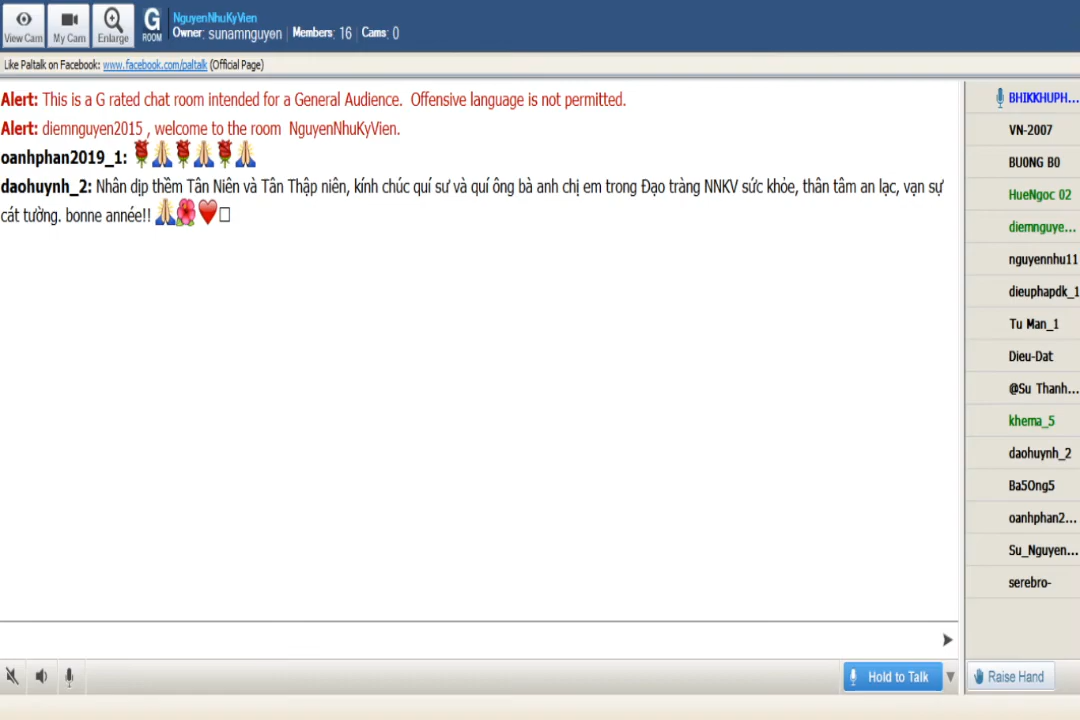 View Cam
My Cam
Enlarge
G
ROOM
NguyenNhuKyVien
Owner: sunamnguyen Members: 16 Cams: 0
Like Paltalk on Facebook: www.facebook.com/paltalk (Official Page)
Alert: This is a G rated chat room intended for a General Audience. Offensive language is not permitted.
Alert: diemnguyen2015 , welcome to the room NguyenNhuKyVien.
oanhphan2019_1: 🌹🙏🌹🙏🌹🙏
daohuynh_2: Nhân dịp thềm Tân Niên và Tân Thập niên, kính chúc quí sư và quí ông bà anh chị em trong Đạo tràng NNKV sức khỏe, thân tâm an lạc, vạn sự
cát tường. bonne année!! 🙏🌺❤️□
BHIKKHUPH...
VN-2007
BU0NG B0
HueNgoc 02
diemnguye...
nguyennhu11
dieuphapdk_1
Tu Man_1
Dieu-Dat
@Su Thanh...
khema_5
daohuynh_2
Ba5Ong5
oanhphan2...
Su_Nguyen...
serebro-
Hold to Talk
Raise Hand